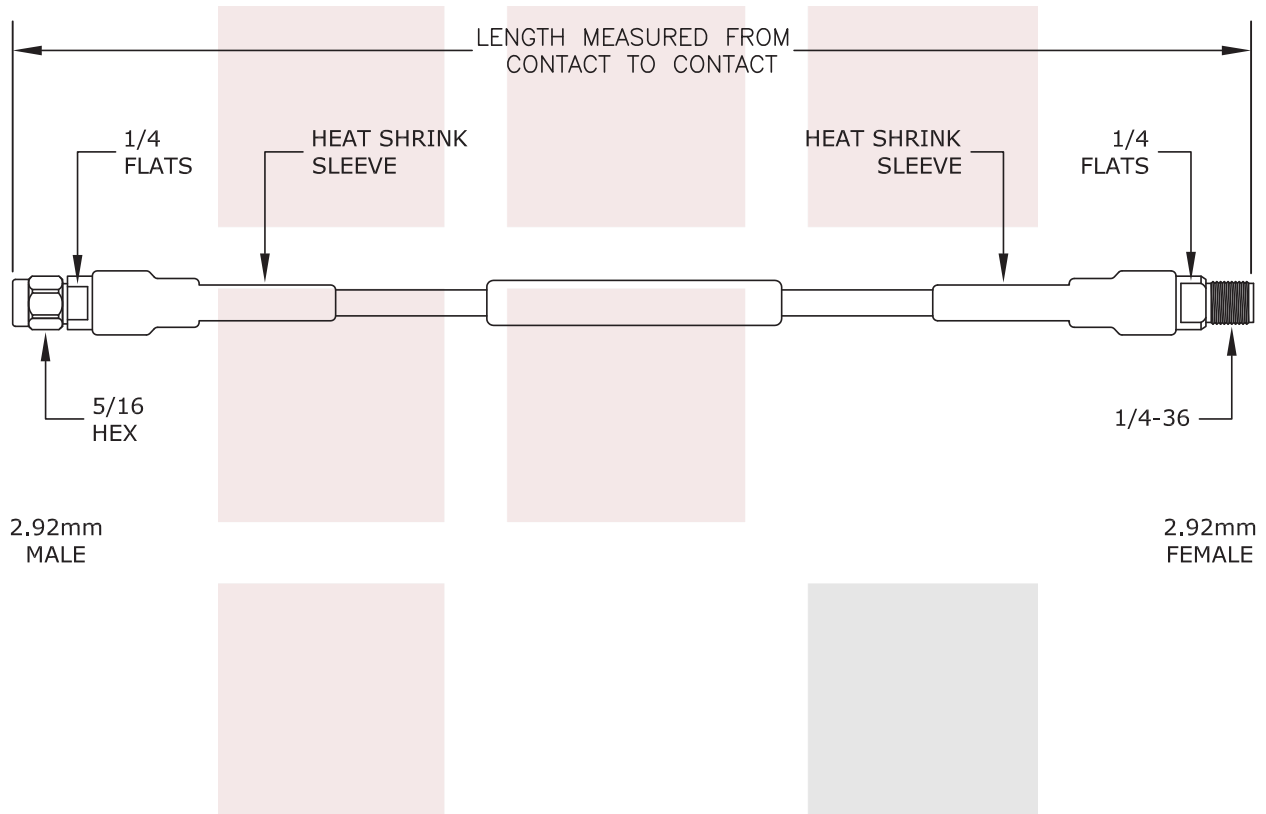 LENGTH MEASURED FROM
CONTACT TO CONTACT
1/4
FLATS
HEAT SHRINK
SLEEVE
HEAT SHRINK
SLEEVE
1/4
FLATS
5/16
HEX
1/4-36
2.92mm
MALE
2.92mm
FEMALE